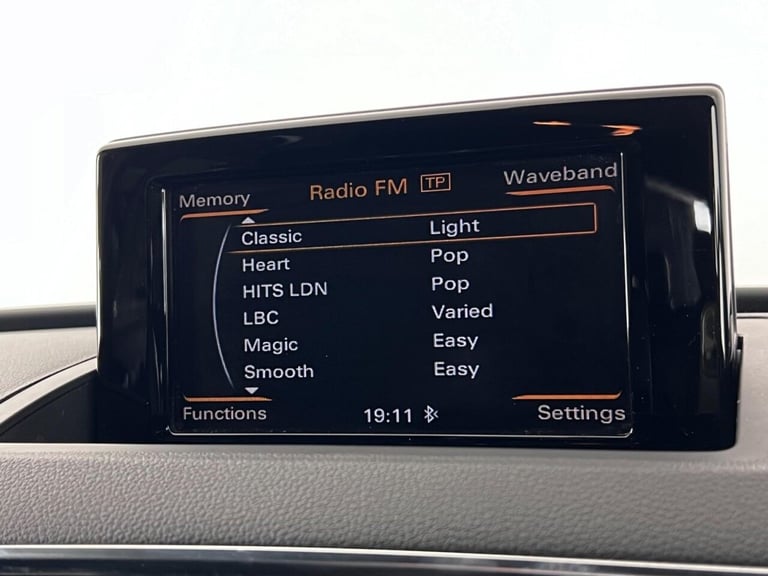 Memory Radio FM TP Waveband
Classic Light
Heart Pop
HITS LDN Pop
LBC Varied
Magic Easy
Smooth Easy
Functions 19:11 Settings